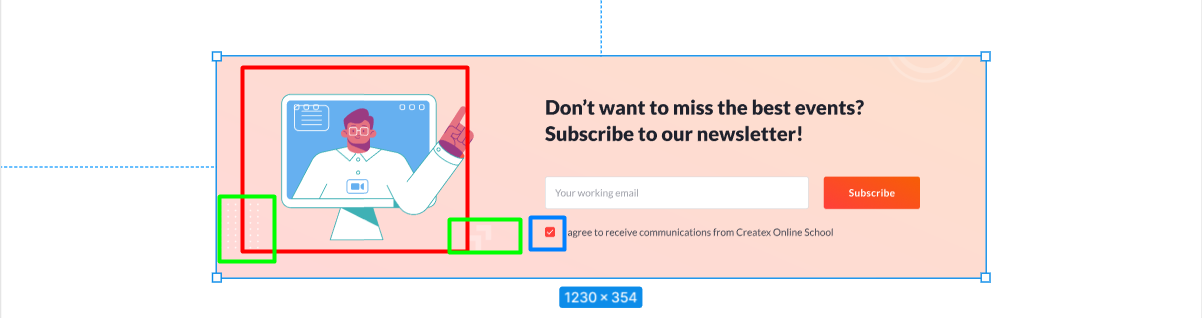 Don’t want to miss the best events?
Subscribe to our newsletter!
Your working email
Subscribe
agree to receive communications from Createx Online School
1230 × 354